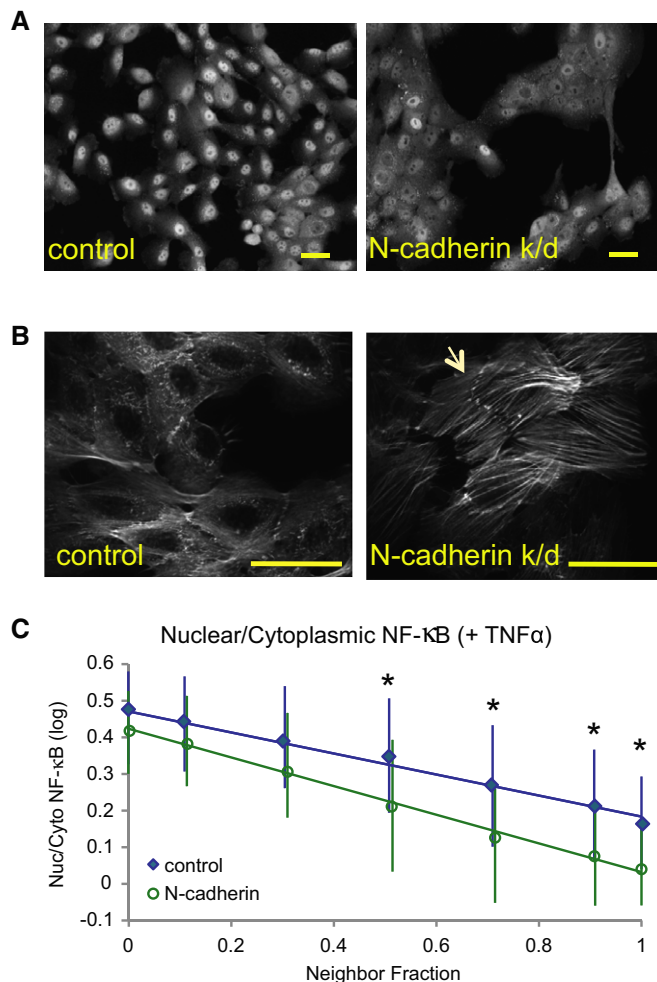 A
control
N-cadherin k/d
B
control
N-cadherin k/d
C
Nuclear/Cytoplasmic NF-κB (+ TNFα)
Nuc/Cyto NF-κB (log)
0.6
0.5
0.4
0.3
0.2
0.1
0
-0.1
* * * *
control
N-cadherin
0 0.2 0.4 0.6 0.8 1
Neighbor Fraction